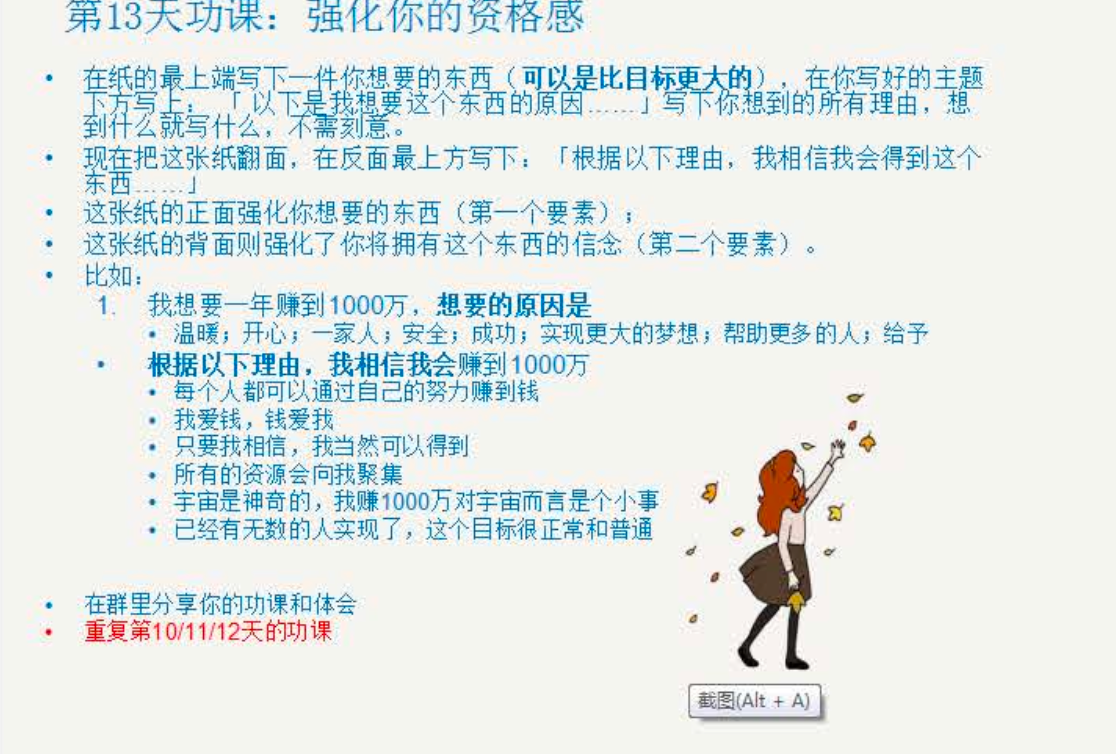 第13天功课：强化你的资格感
• 在纸的最上端写下一件你想要的东西（可以是比目标更大的），在你写好的主题
下方写上：「以下是我想要这个东西的原因……」写下你想到的所有理由，想
到什么就写什么，不需刻意。
• 现在把这张纸翻面，在反面最上方写下：「根据以下理由，我相信我会得到这个
东西……」
• 这张纸的正面强化你想要的东西（第一个要素）；
• 这张纸的背面则强化了你将拥有这个东西的信念（第二个要素）。
• 比如：
1. 我想要一年赚到1000万，想要的原因是
• 温暖；开心；一家人；安全；成功；实现更大的梦想；帮助更多的人；给予
• 根据以下理由，我相信我会赚到1000万
• 每个人都可以通过自己的努力赚到钱
• 我爱钱，钱爱我
• 只要我相信，我当然可以得到
• 所有的资源会向我聚集
• 宇宙是神奇的，我赚1000万对宇宙而言是个小事
• 已经有无数的人实现了，这个目标很正常和普通
• 在群里分享你的功课和体会
• 重复第10/11/12天的功课
截图(Alt + A)